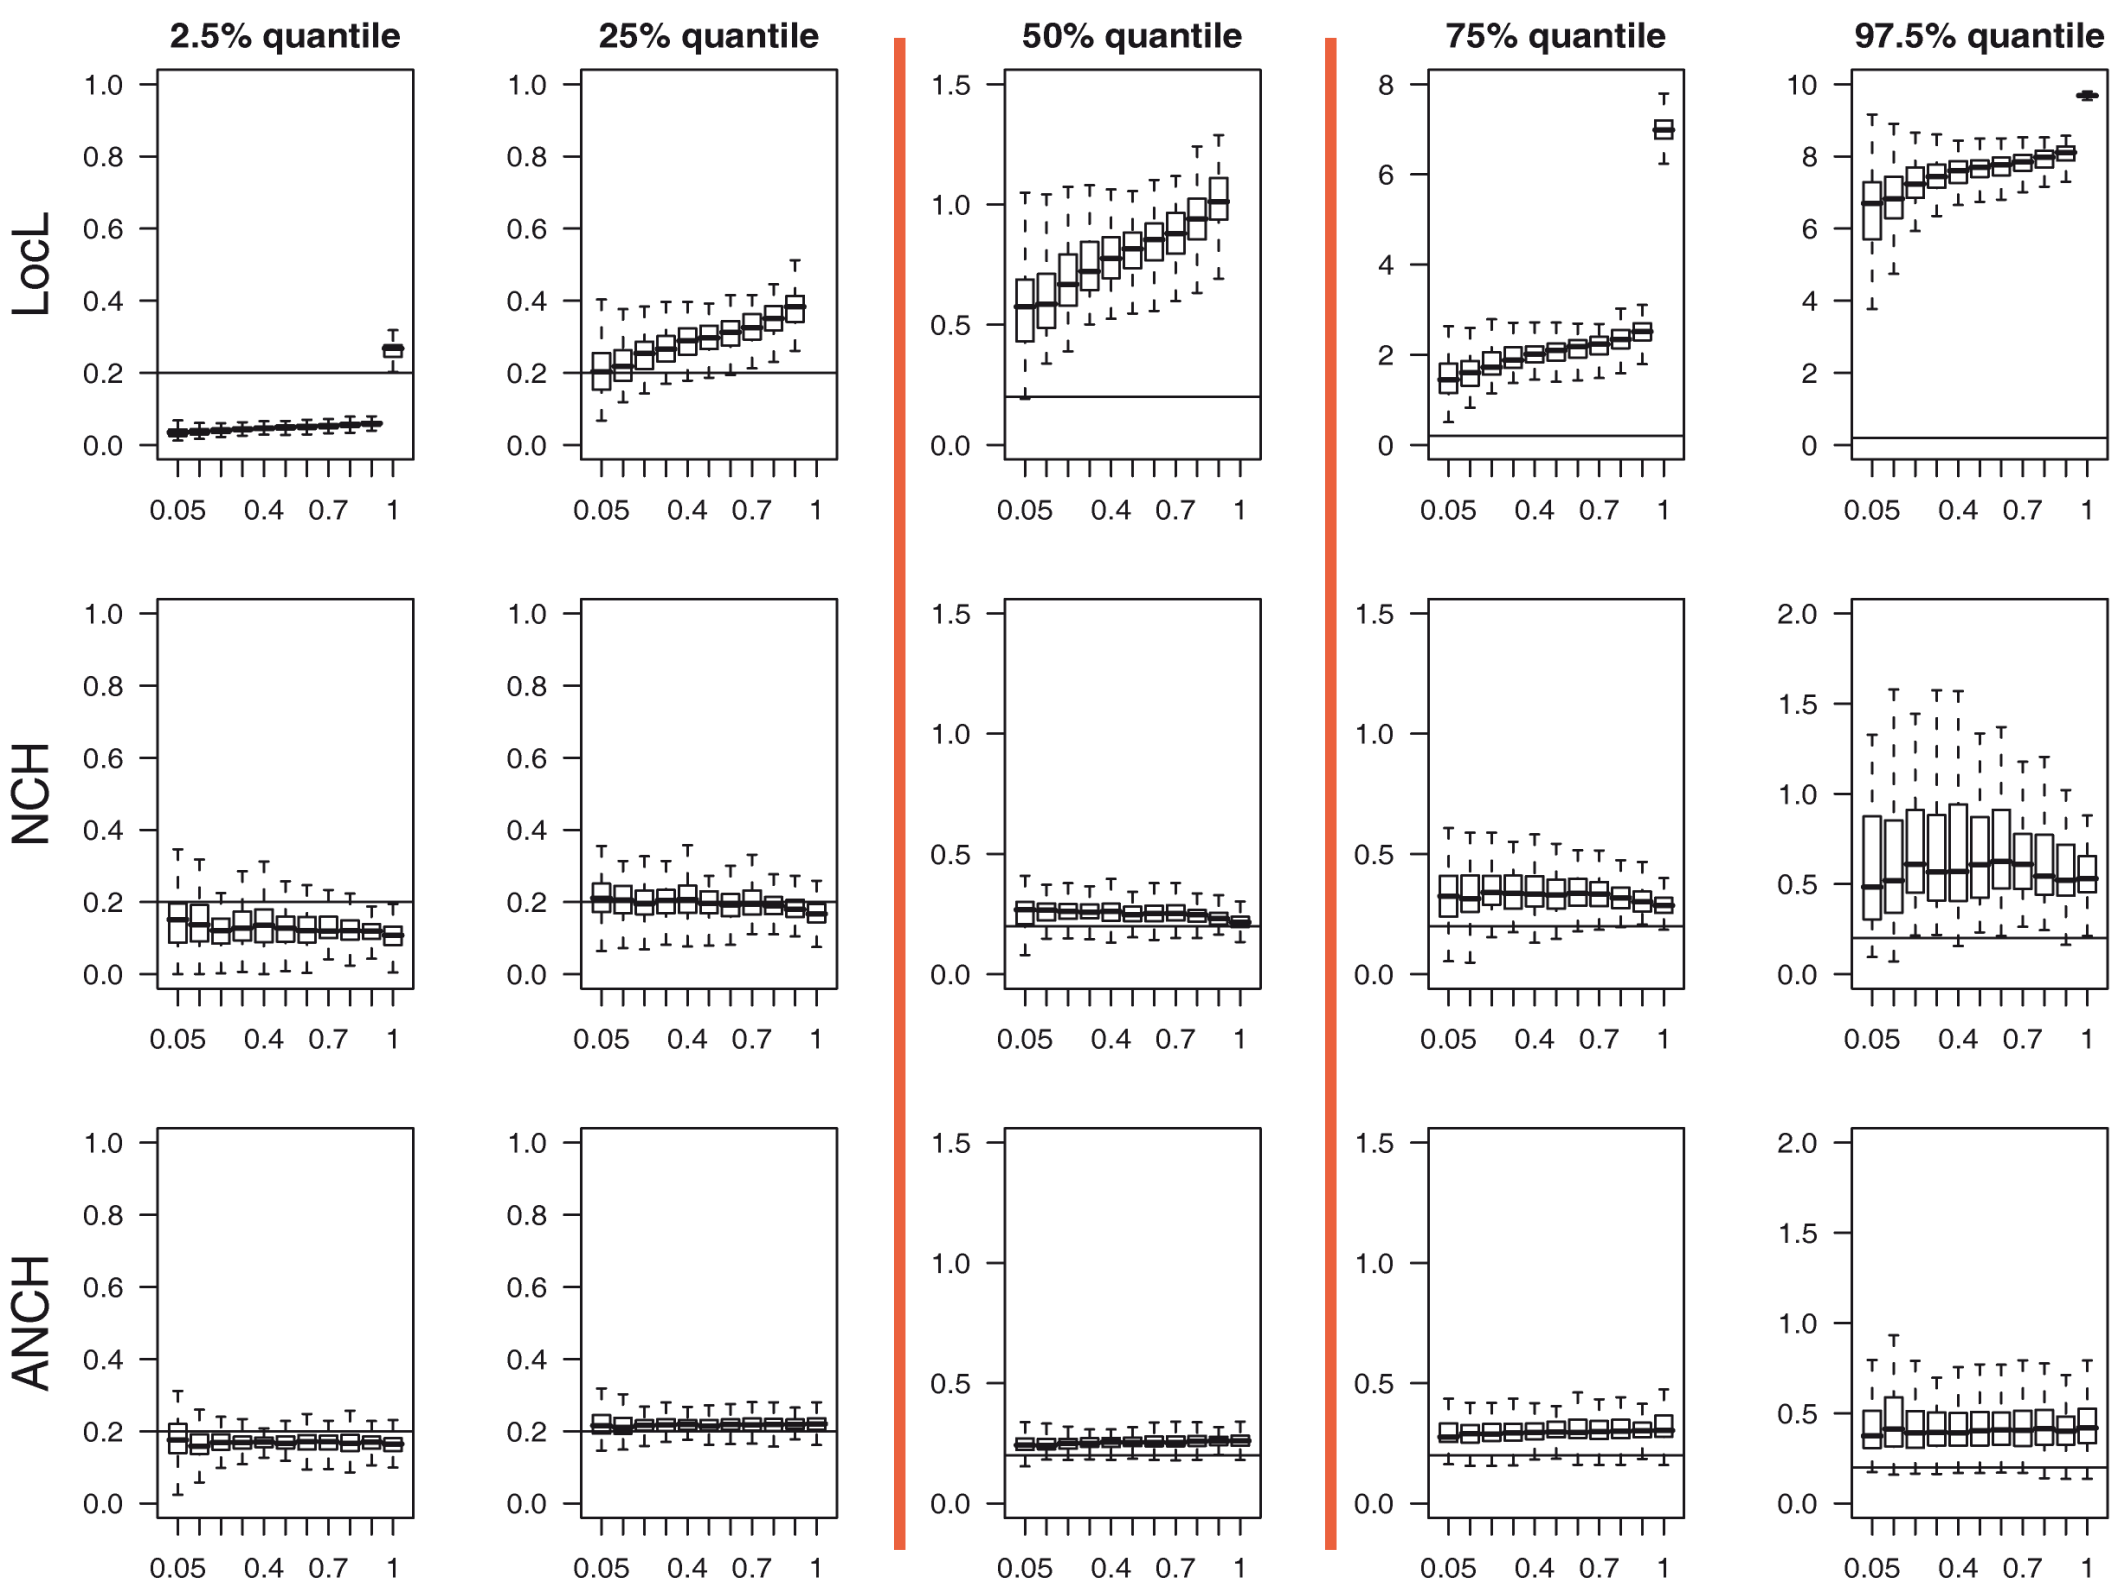 2.5% quantile 25% quantile 50% quantile 75% quantile 97.5% quantile
LocL
1.0 1.0 1.5 8 10
0.8 0.8 1.0 6 8
0.6 0.6 0.5 4 6
0.4 0.4 0.0 2 4
0.2 0.2 0 2
0.0 0.0 0
0.05 0.4 0.7 1 0.05 0.4 0.7 1 0.05 0.4 0.7 1 0.05 0.4 0.7 1 0.05 0.4 0.7 1
NCH
1.0 1.0 1.5 1.5 2.0
0.8 0.8 1.0 1.0 1.5
0.6 0.6 0.5 0.5 1.0
0.4 0.4 0.0 0.0 0.5
0.2 0.2 0.0
0.0 0.0
0.05 0.4 0.7 1 0.05 0.4 0.7 1 0.05 0.4 0.7 1 0.05 0.4 0.7 1 0.05 0.4 0.7 1
ANCH
1.0 1.0 1.5 1.5 2.0
0.8 0.8 1.0 1.0 1.5
0.6 0.6 0.5 0.5 1.0
0.4 0.4 0.0 0.0 0.5
0.2 0.2 0.0
0.0 0.0
0.05 0.4 0.7 1 0.05 0.4 0.7 1 0.05 0.4 0.7 1 0.05 0.4 0.7 1 0.05 0.4 0.7 1